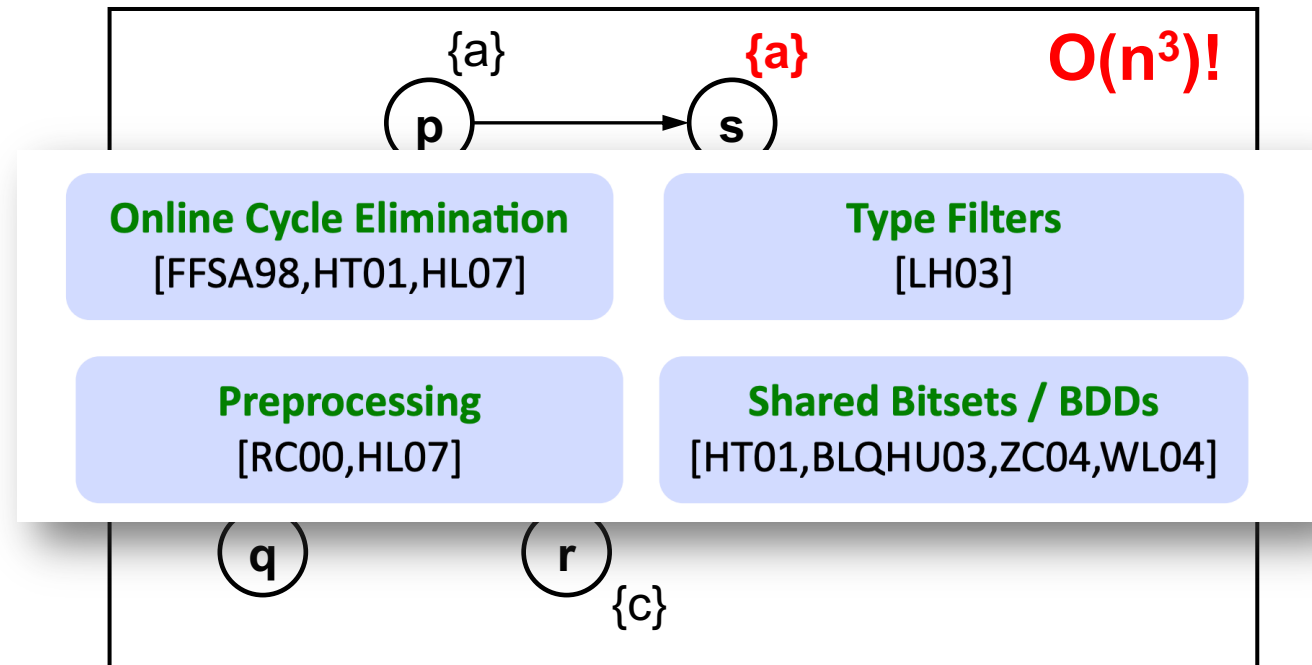 {a}
{a}
O(n³)!
p
s
Online Cycle Elimination
[FFSA98,HT01,HL07]
Type Filters
[LH03]
Preprocessing
[RC00,HL07]
Shared Bitsets / BDDs
[HT01,BLQHU03,ZC04,WL04]
q
r
{c}